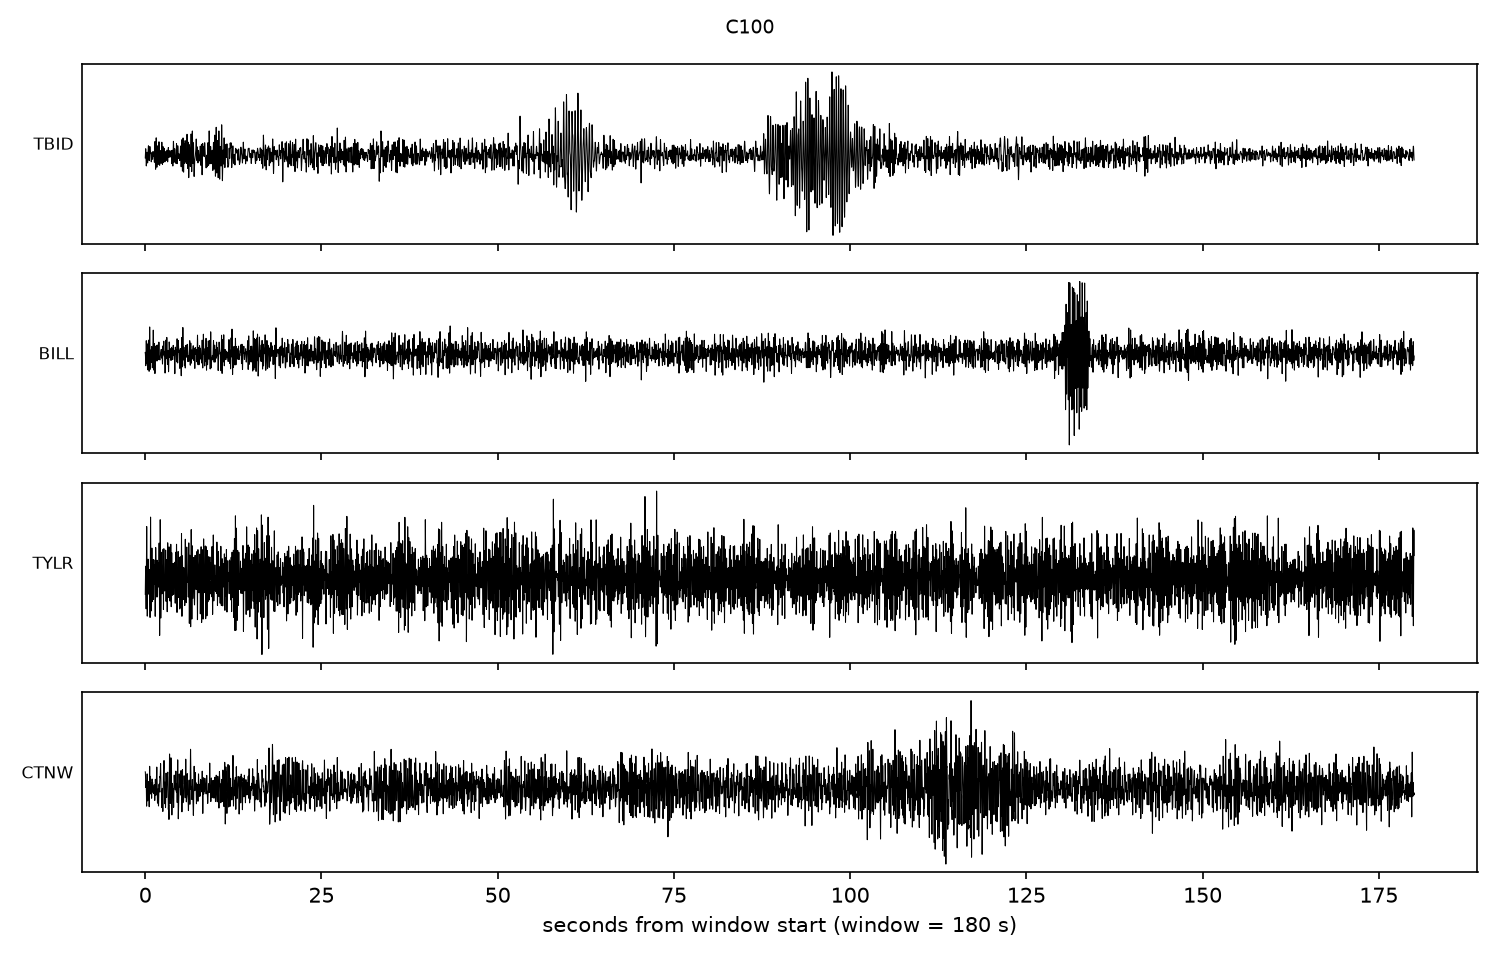 C100
TBID
BILL
TYLR
CTNW
0 25 50 75 100 125 150 175
seconds from window start (window = 180 s)